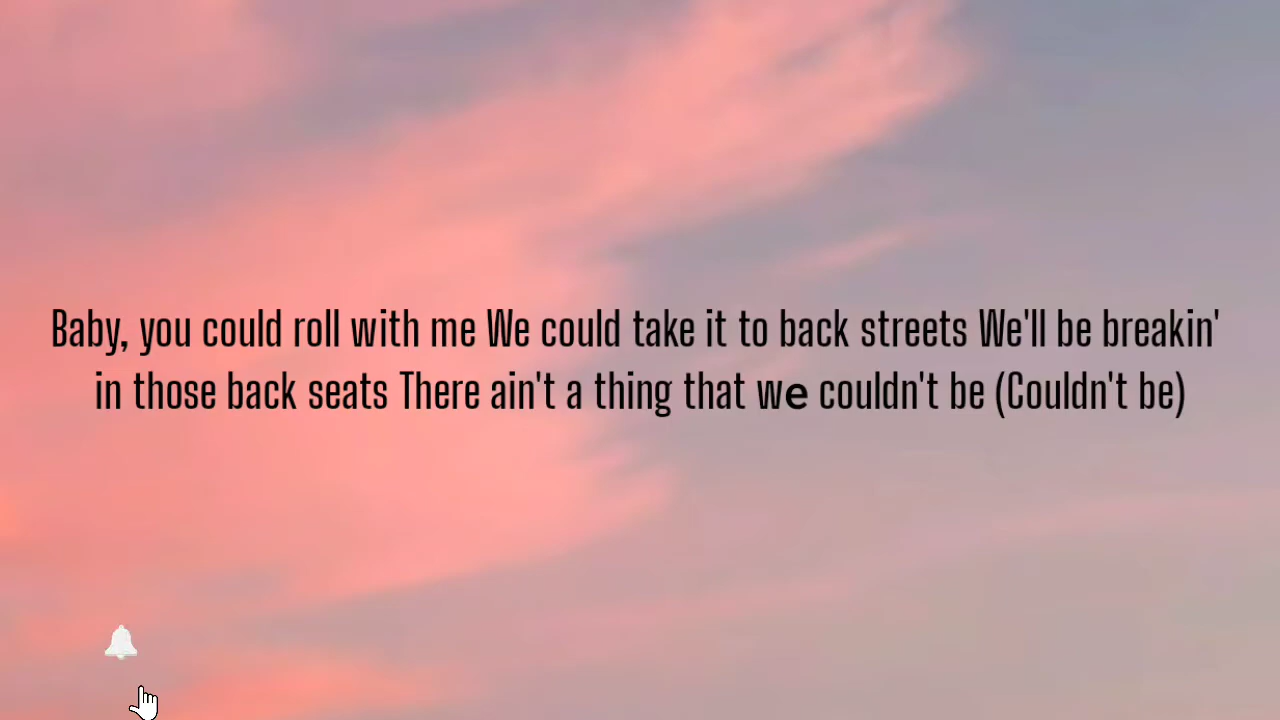 Baby, you could roll with me We could take it to back streets We'll be breakin'
in those back seats There ain't a thing that we couldn't be (Couldn't be)